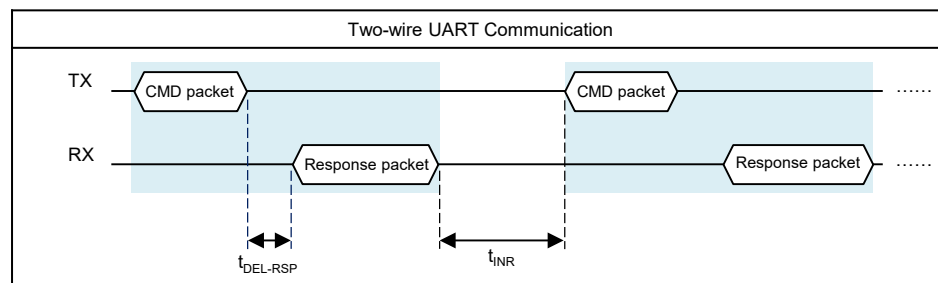 Two-wire UART Communication
TX CMD packet CMD packet ······
RX Response packet Response packet ······
tDEL-RSP tINR